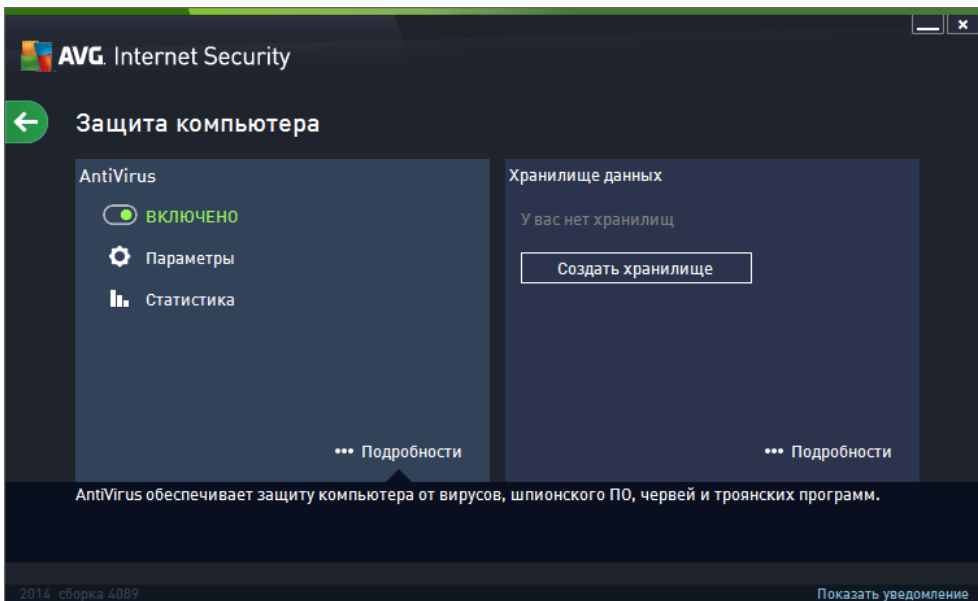 AVG. Internet Security
Защита компьютера
AntiVirus
ВКЛЮЧЕНО
Параметры
Статистика
••• Подробности
Хранилище данных
У вас нет хранилищ
Создать хранилище
••• Подробности
AntiVirus обеспечивает защиту компьютера от вирусов, шпионского ПО, червей и троянских программ.
2014 сборка 4089
Показать уведомление